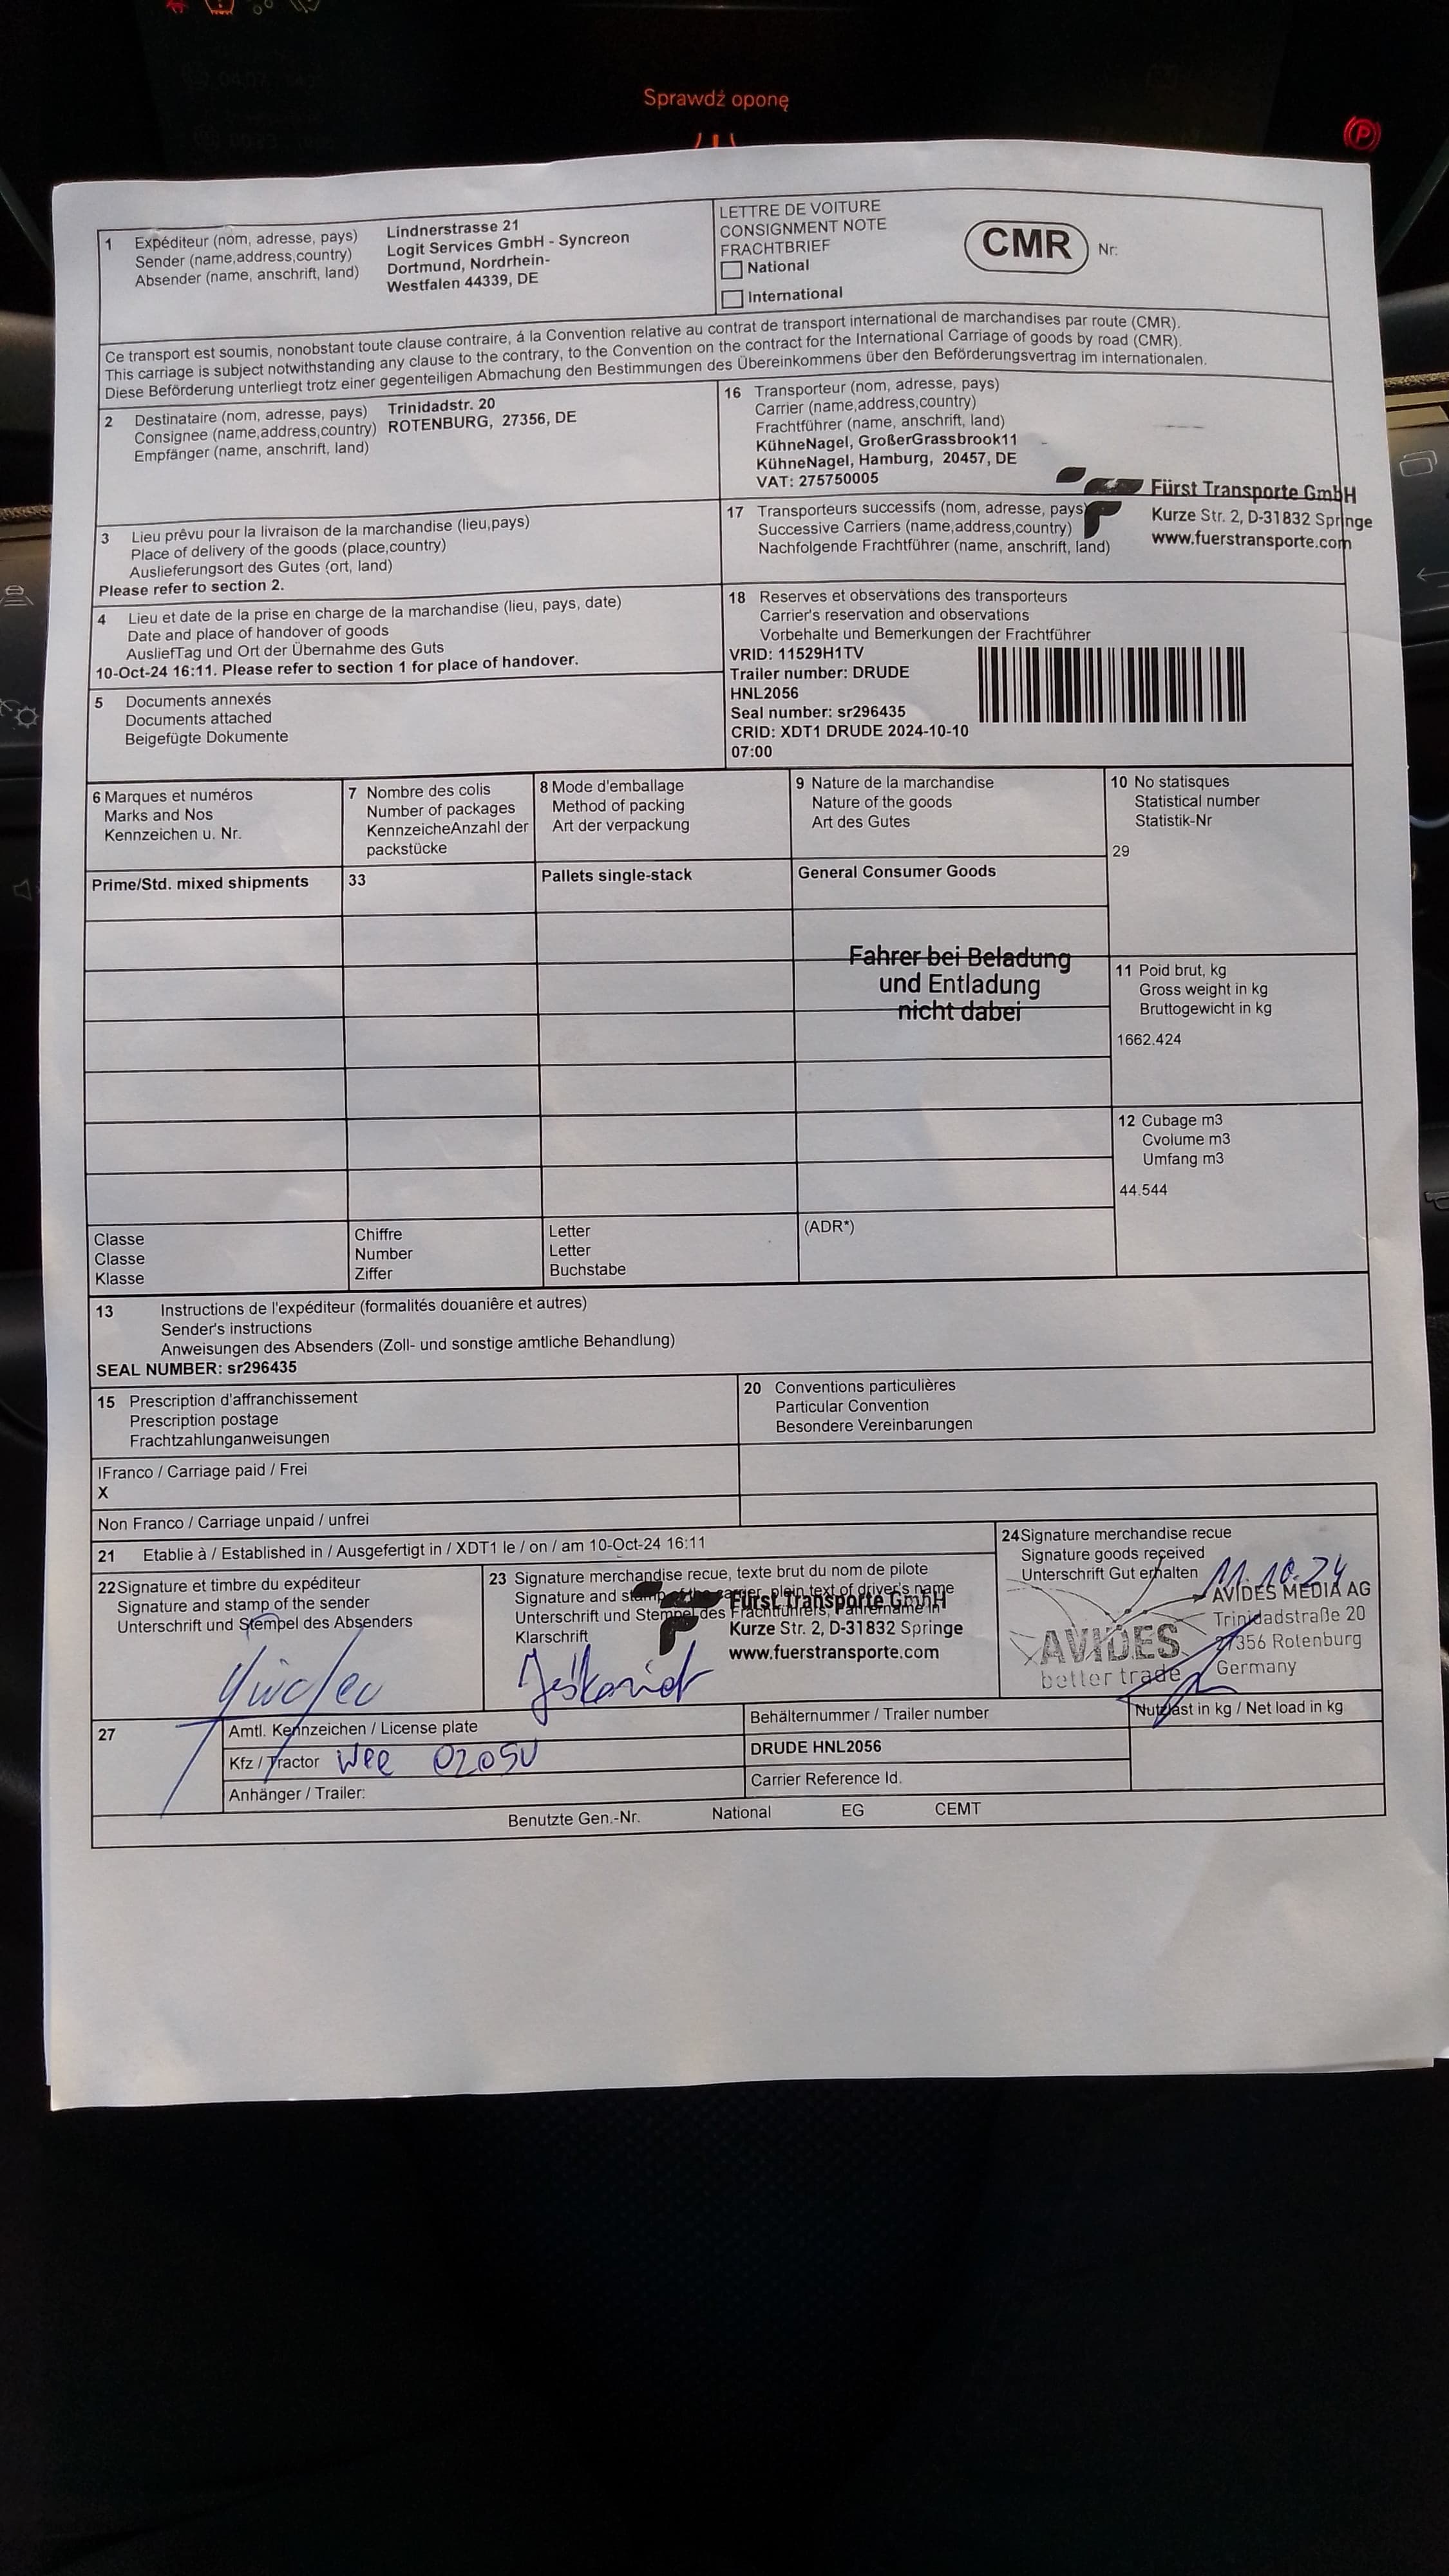 Sprawdź oponę
1 Expéditeur (nom, adresse, pays)
Sender (name,address,country)
Absender (name, anschrift, land)
Lindnerstrasse 21
Logit Services GmbH - Syncreon
Dortmund, Nordrhein-
Westfalen 44339, DE
LETTRE DE VOITURE
CONSIGNMENT NOTE
FRACHTBRIEF
National
International
CMR Nr.
Ce transport est soumis, nonobstant toute clause contraire, á la Convention relative au contrat de transport international de marchandises par route (CMR).
This carriage is subject notwithstanding any clause to the contrary, to the Convention on the contract for the International Carriage of goods by road (CMR).
Diese Beförderung unterliegt trotz einer gegenteiligen Abmachung den Bestimmungen des Übereinkommens über den Beförderungsvertrag im internationalen.
2 Destinataire (nom, adresse, pays)
Consignee (name,address,country)
Empfänger (name, anschrift, land)
Trinidadstr. 20
ROTENBURG, 27356, DE
16 Transporteur (nom, adresse, pays)
Carrier (name,address,country)
Frachtführer (name, anschrift, land)
KühneNagel, GroßerGrassbrook11
KühneNagel, Hamburg, 20457, DE
VAT: 275750005
Fürst Transporte GmbH
Kurze Str. 2, D-31832 Springe
www.fuerstransporte.com
3 Lieu prêvu pour la livraison de la marchandise (lieu,pays)
Place of delivery of the goods (place,country)
Auslieferungsort des Gutes (ort, land)
Please refer to section 2.
17 Transporteurs successifs (nom, adresse, pays)
Successive Carriers (name,address,country)
Nachfolgende Frachtführer (name, anschrift, land)
4 Lieu et date de la prise en charge de la marchandise (lieu, pays, date)
Date and place of handover of goods
AusliefTag und Ort der Übernahme des Guts
10-Oct-24 16:11. Please refer to section 1 for place of handover.
18 Reserves et observations des transporteurs
Carrier's reservation and observations
Vorbehalte und Bemerkungen der Frachtführer
VRID: 11529H1TV
Trailer number: DRUDE
HNL2056
Seal number: sr296435
CRID: XDT1 DRUDE 2024-10-10
07:00
5 Documents annexés
Documents attached
Beigefügte Dokumente
6 Marques et numéros
Marks and Nos
Kennzeichen u. Nr.
7 Nombre des colis
Number of packages
KennzeicheAnzahl der
packstücke
8 Mode d'emballage
Method of packing
Art der verpackung
9 Nature de la marchandise
Nature of the goods
Art des Gutes
10 No statisques
Statistical number
Statistik-Nr
29
Prime/Std. mixed shipments
33
Pallets single-stack
General Consumer Goods
Fahrer bei Beladung
und Entladung
nicht dabei
11 Poid brut, kg
Gross weight in kg
Bruttogewicht in kg
1662.424
12 Cubage m3
Cvolume m3
Umfang m3
44.544
Classe
Classe
Klasse
Chiffre
Number
Ziffer
Letter
Letter
Buchstabe
(ADR*)
13 Instructions de l'expéditeur (formalités douanière et autres)
Sender's instructions
Anweisungen des Absenders (Zoll- und sonstige amtliche Behandlung)
SEAL NUMBER: sr296435
15 Prescription d'affranchissement
Prescription postage
Frachtzahlunganweisungen
20 Conventions particulières
Particular Convention
Besondere Vereinbarungen
IFranco / Carriage paid / Frei
X
Non Franco / Carriage unpaid / unfrei
21 Etablie à / Established in / Ausgefertigt in / XDT1 le / on / am 10-Oct-24 16:11
22 Signature et timbre du expéditeur
Signature and stamp of the sender
Unterschrift und Stempel des Absenders
23 Signature merchandise recue, texte brut du nom de pilote
Signature and stamp of the carrier, plein text of driver's name
Unterschrift und Stempel des Frachtführers, Fahrername in
Klarschrift
Fürst Transporte GmbH
Kurze Str. 2, D-31832 Springe
www.fuerstransporte.com
24 Signature merchandise recue
Signature goods received
Unterschrift Gut erhalten
11.10.24
AVIDES
better trade
AVIDES MEDIA AG
Trinidadstraße 20
27356 Rotenburg
Germany
27
Amtl. Kennzeichen / License plate
Kfz / Tractor WPR 0205U
Anhänger / Trailer:
Behälternummer / Trailer number
DRUDE HNL2056
Carrier Reference Id.
Nutzlast in kg / Net load in kg
Benutzte Gen.-Nr. National EG CEMT